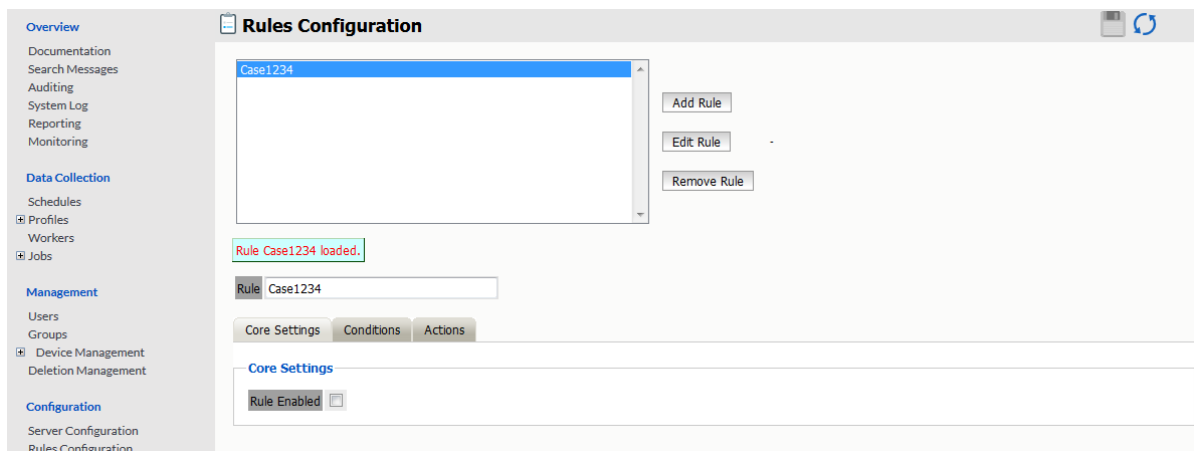 Overview
Documentation
Search Messages
Auditing
System Log
Reporting
Monitoring
Data Collection
Schedules
Profiles
Workers
Jobs
Management
Users
Groups
Device Management
Deletion Management
Configuration
Server Configuration
Rules Configuration
Rules Configuration
Case1234
Add Rule
Edit Rule -
Remove Rule
Rule Case1234 loaded.
Rule Case1234
Core Settings Conditions Actions
Core Settings
Rule Enabled